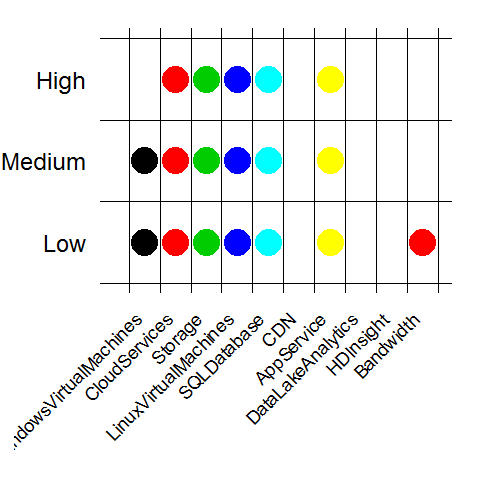 High
Medium
Low
ndowsVirtualMachines
CloudServices
Storage
LinuxVirtualMachines
SQLDatabase
CDN
AppService
DataLakeAnalytics
HDInsight
Bandwidth